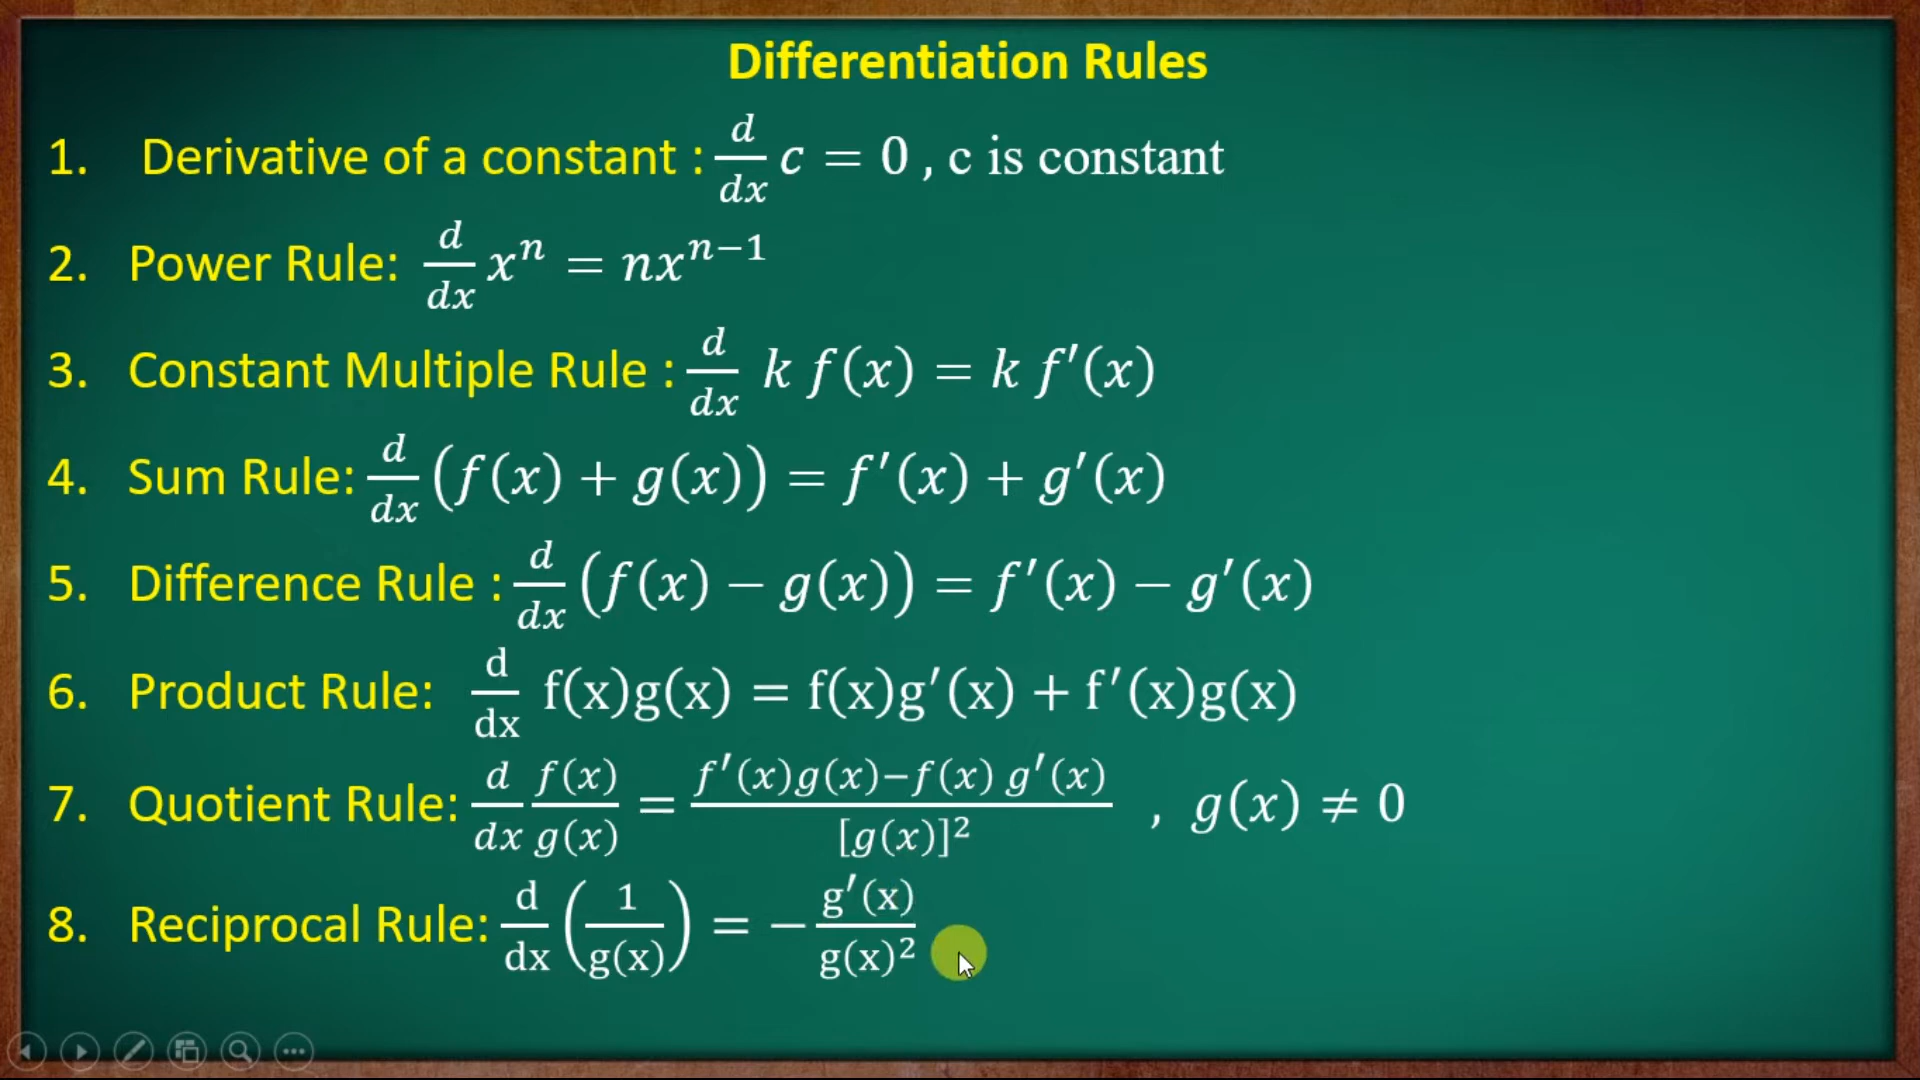 Differentiation Rules
1. Derivative of a constant : d/dx c = 0 , c is constant
2. Power Rule: d/dx xⁿ = nxⁿ⁻¹
3. Constant Multiple Rule : d/dx k f(x) = k f′(x)
4. Sum Rule: d/dx (f(x) + g(x)) = f′(x) + g′(x)
5. Difference Rule : d/dx (f(x) − g(x)) = f′(x) − g′(x)
6. Product Rule: d/dx f(x)g(x) = f(x)g′(x) + f′(x)g(x)
7. Quotient Rule: d/dx f(x)/g(x) = f′(x)g(x)−f(x) g′(x)/[g(x)]² , g(x) ≠ 0
8. Reciprocal Rule: d/dx (1/g(x)) = − g′(x)/g(x)²